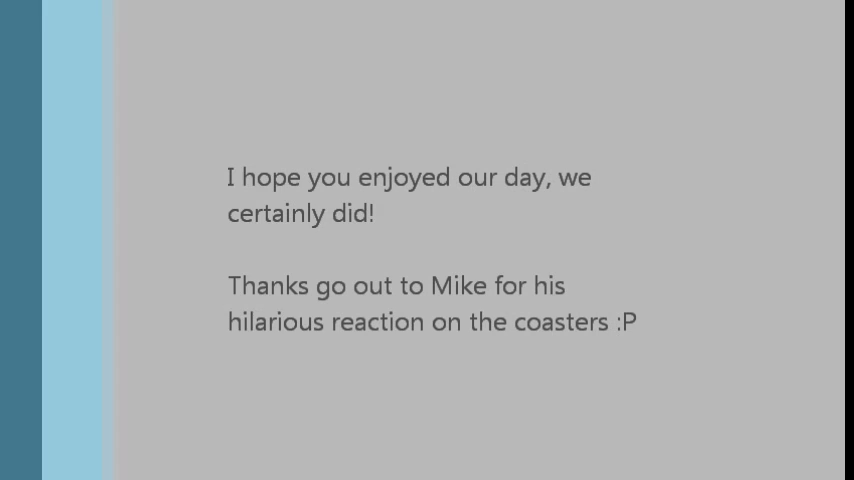 I hope you enjoyed our day, we
certainly did!
Thanks go out to Mike for his
hilarious reaction on the coasters :P